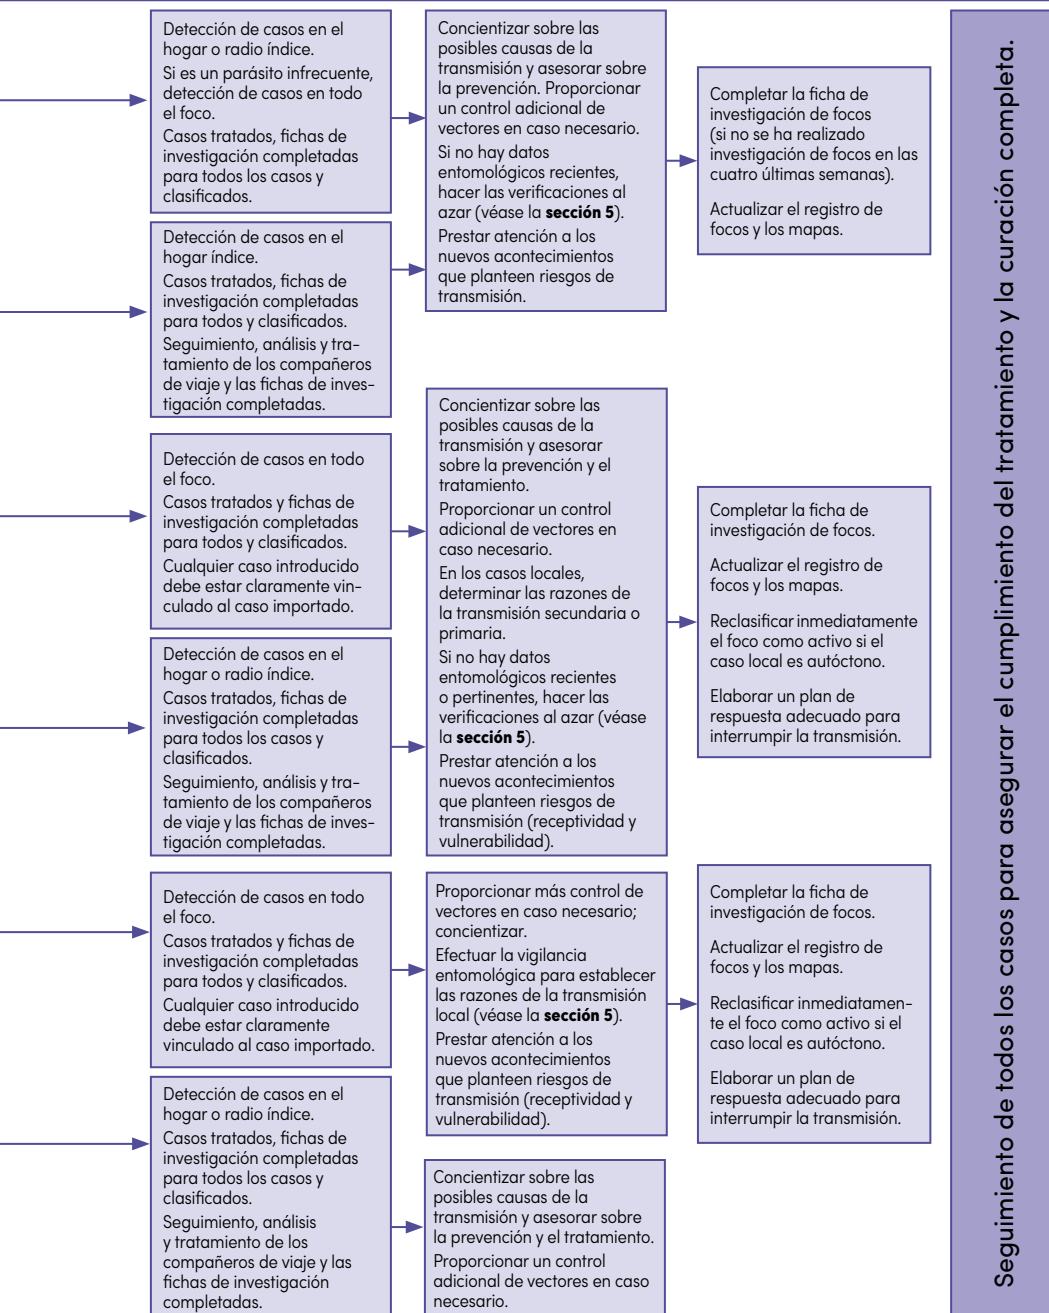 Detección de casos en el
hogar o radio índice.
Si es un parásito infrecuente,
detección de casos en todo
el foco.
Casos tratados, fichas de
investigación completadas
para todos los casos y
clasificados.
Concientizar sobre las
posibles causas de la
transmisión y asesorar sobre
la prevención. Proporcionar
un control adicional de
vectores en caso necesario.
Si no hay datos
entomológicos recientes,
hacer las verificaciones al
azar (véase la sección 5).
Prestar atención a los
nuevos acontecimientos
que planteen riesgos de
transmisión.
Completar la ficha de
investigación de focos
(si no se ha realizado
investigación de focos en las
cuatro últimas semanas).
Actualizar el registro de
focos y los mapas.
Detección de casos en el
hogar índice.
Casos tratados, fichas de
investigación completadas
para todos y clasificados.
Seguimiento, análisis y tra-
tamiento de los compañeros
de viaje y las fichas de inves-
tigación completadas.
Detección de casos en todo
el foco.
Casos tratados y fichas de
investigación completadas
para todos y clasificados.
Cualquier caso introducido
debe estar claramente vin-
culado al caso importado.
Concientizar sobre las
posibles causas de la
transmisión y asesorar
sobre la prevención y el
tratamiento.
Proporcionar un control
adicional de vectores en
caso necesario.
En los casos locales,
determinar las razones de
la transmisión secundaria o
primaria.
Si no hay datos
entomológicos recientes
o pertinentes, hacer las
verificaciones al azar (véase
la sección 5).
Prestar atención a los
nuevos acontecimientos
que planteen riesgos de
transmisión (receptividad y
vulnerabilidad).
Completar la ficha de
investigación de focos.
Actualizar el registro de
focos y los mapas.
Reclasificar inmediatamente
el foco como activo si el
caso local es autóctono.
Elaborar un plan de
respuesta adecuado para
interrumpir la transmisión.
Detección de casos en el
hogar o radio índice.
Casos tratados, fichas de
investigación completadas
para todos los casos y
clasificados.
Seguimiento, análisis y tra-
tamiento de los compañeros
de viaje y las fichas de inves-
tigación completadas.
Detección de casos en todo
el foco.
Casos tratados y fichas de
investigación completadas
para todos y clasificados.
Cualquier caso introducido
debe estar claramente
vinculado al caso importado.
Proporcionar más control de
vectores en caso necesario;
concientizar.
Efectuar la vigilancia
entomológica para establecer
las razones de la transmisión
local (véase la sección 5).
Prestar atención a los
nuevos acontecimientos
que planteen riesgos de
transmisión (receptividad y
vulnerabilidad).
Completar la ficha de
investigación de focos.
Actualizar el registro de
focos y los mapas.
Reclasificar inmediatamen-
te el foco como activo si el
caso local es autóctono.
Elaborar un plan de
respuesta adecuado para
interrumpir la transmisión.
Detección de casos en el
hogar o radio índice.
Casos tratados, fichas de
investigación completadas
para todos los casos y
clasificados.
Seguimiento, análisis
y tratamiento de los
compañeros de viaje y las
fichas de investigación
completadas.
Concientizar sobre las
posibles causas de la
transmisión y asesorar sobre
la prevención y el tratamiento.
Proporcionar un control
adicional de vectores en caso
necesario.
Seguimiento de todos los casos para asegurar el cumplimiento del tratamiento y la curación completa.